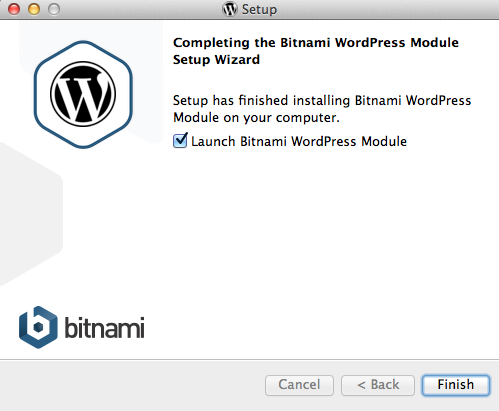 Setup
Completing the Bitnami WordPress Module
Setup Wizard
Setup has finished installing Bitnami WordPress
Module on your computer.
Launch Bitnami WordPress Module
bitnami
Cancel
< Back
Finish